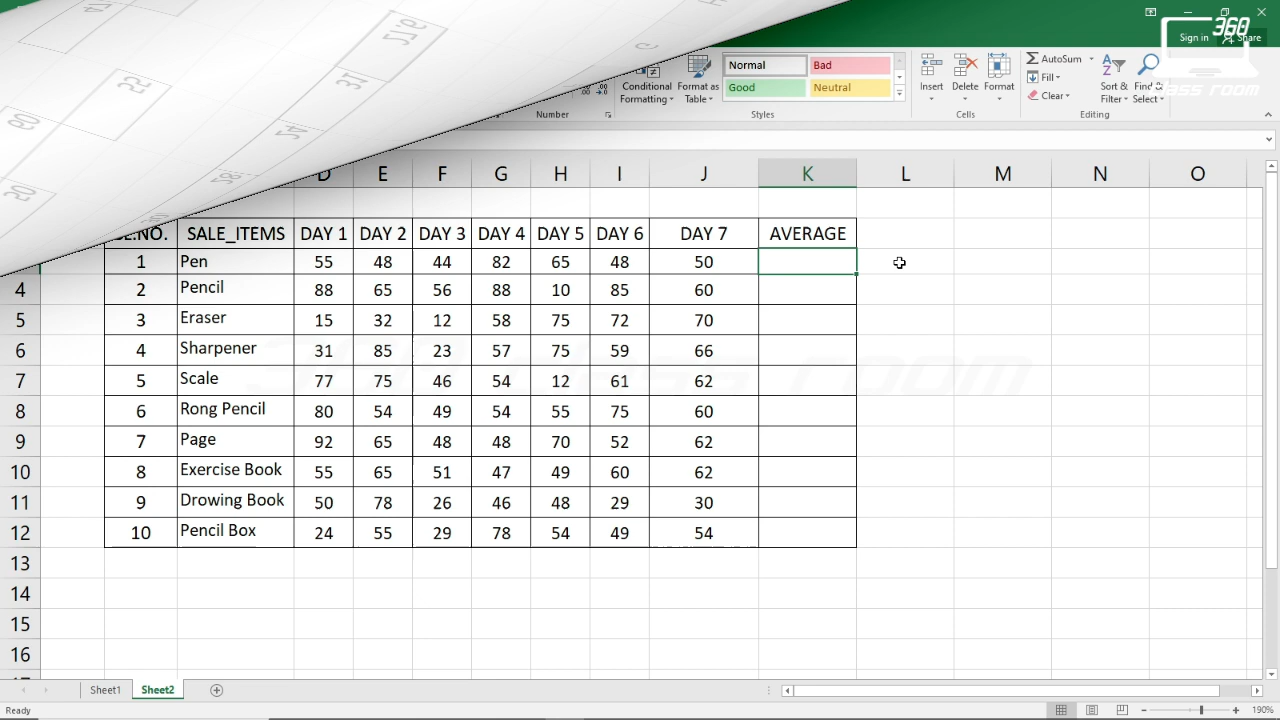 Sign in Share
360
class room
Normal Bad
Good Neutral
Conditional Formatting
Format as Table
Insert Delete Format
AutoSum
Fill
Clear
Sort & Filter
Find & Select
Number Styles Cells Editing
D E F G H I J K L M N O
SL.NO. SALE_ITEMS DAY 1 DAY 2 DAY 3 DAY 4 DAY 5 DAY 6 DAY 7 AVERAGE
1 Pen 55 48 44 82 65 48 50
4 2 Pencil 88 65 56 88 10 85 60
5 3 Eraser 15 32 12 58 75 72 70
6 4 Sharpener 31 85 23 57 75 59 66
7 5 Scale 77 75 46 54 12 61 62
8 6 Rong Pencil 80 54 49 54 55 75 60
9 7 Page 92 65 48 48 70 52 62
10 8 Exercise Book 55 65 51 47 49 60 62
11 9 Drowing Book 50 78 26 46 48 29 30
12 10 Pencil Box 24 55 29 78 54 49 54
13
14
15
16
360 class room
Sheet1 Sheet2
Ready 190%